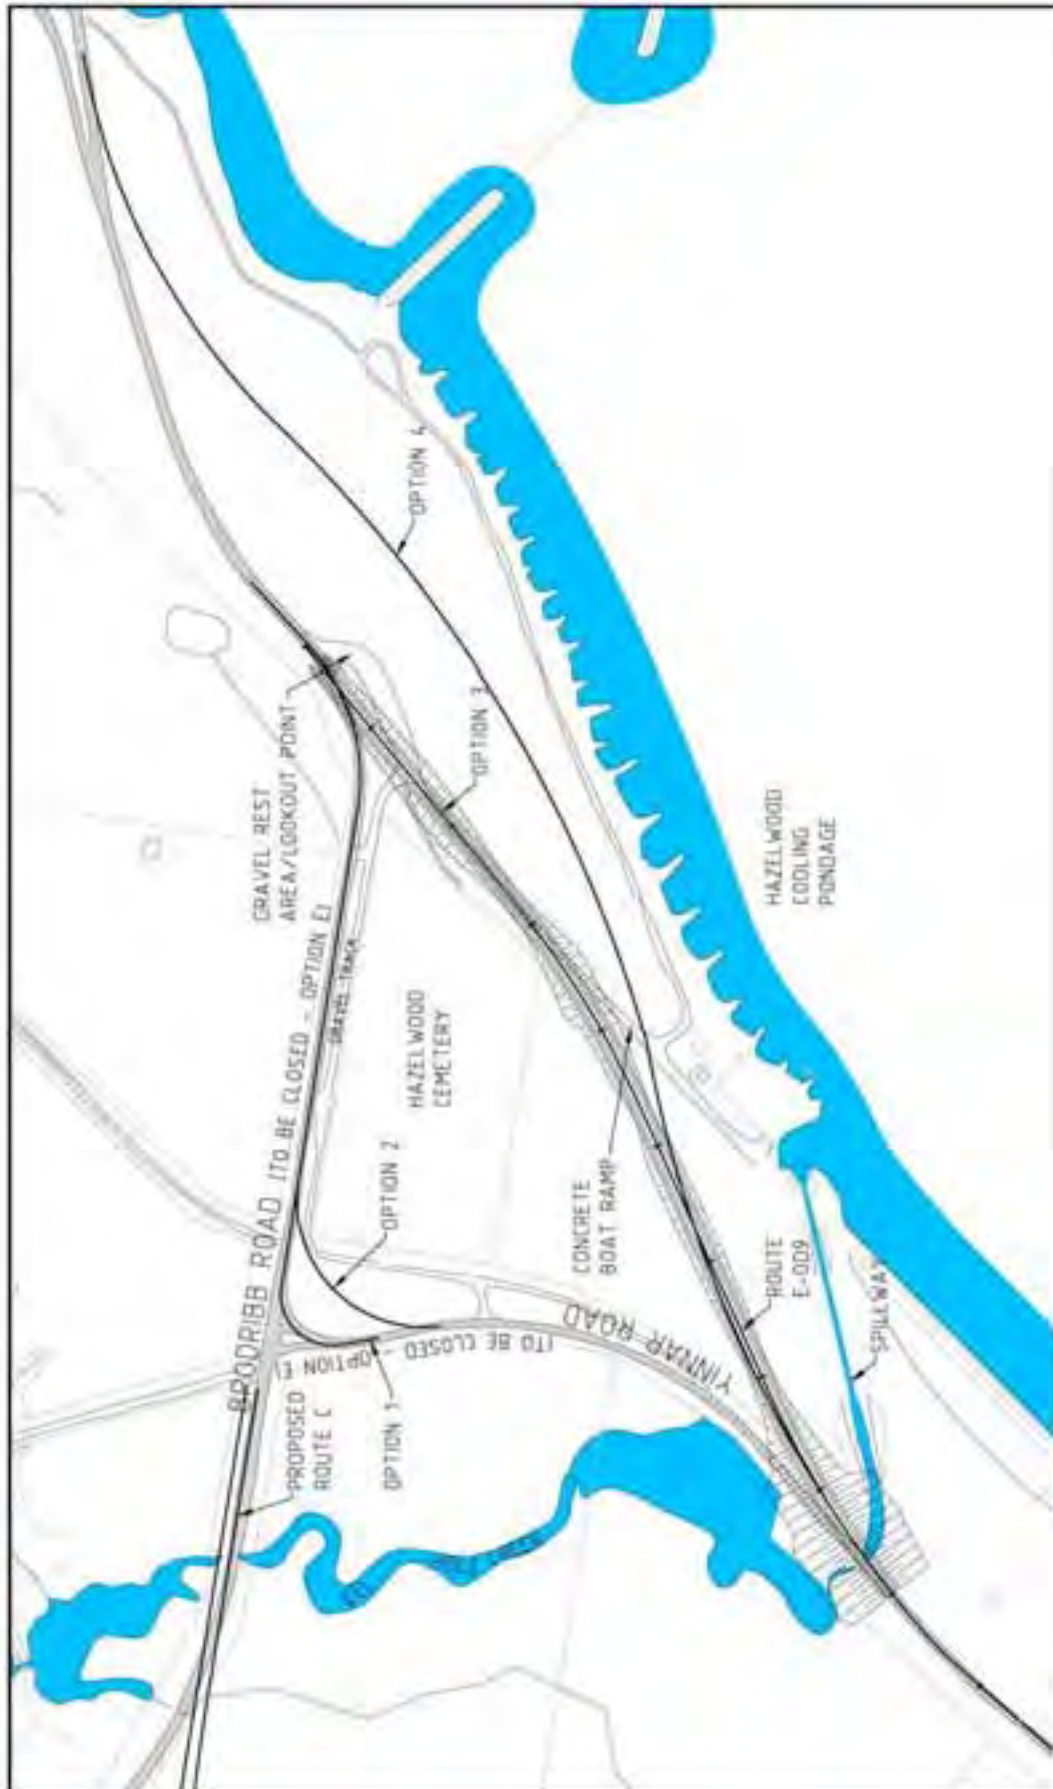 OPTION 4
GRAVEL REST
AREA/LOOKOUT POINT
OPTION 3
HAZELWOOD
COOLING
PONDAGE
BRODRIBB ROAD (TO BE CLOSED - OPTION E)
GRAVEL TRACK
HAZELWOOD
CEMETERY
OPTION 2
CONCRETE
BOAT RAMP
ROUTE
E-009
SPILLWAY
YINNAR ROAD
(TO BE CLOSED - OPTION E)
PROPOSED
ROUTE C
OPTION 1